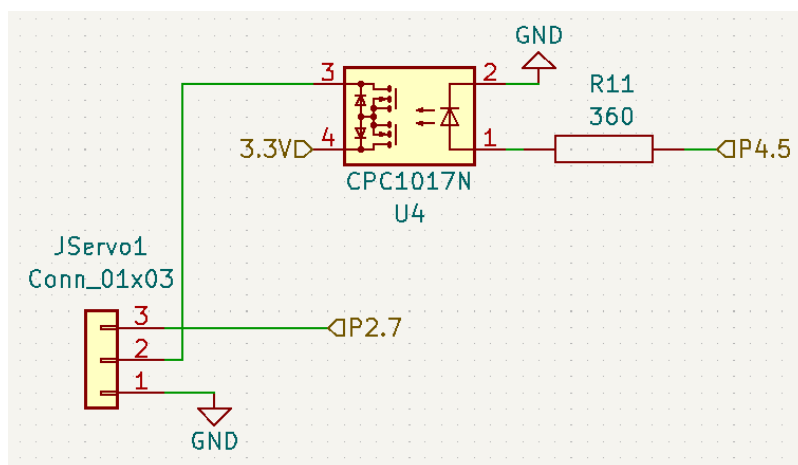 GND
3
2
R11
360
3.3V
4
1
P4.5
CPC1017N
U4
JServo1
Conn_01x03
3
P2.7
2
1
GND